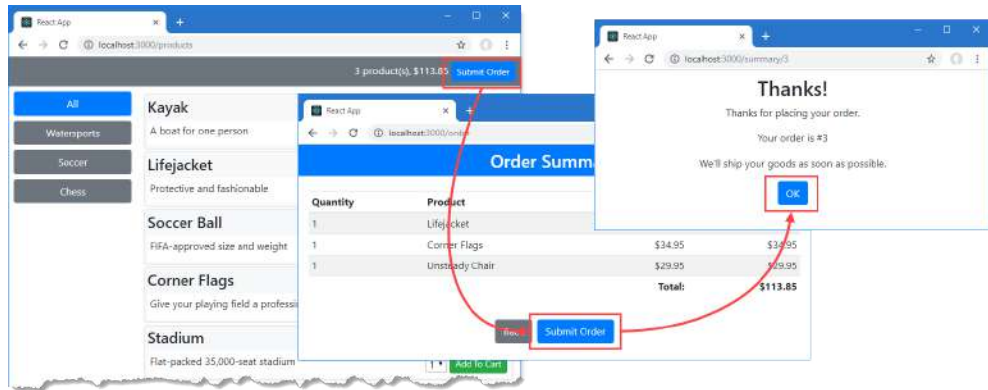 React App
localhost:3000/products
3 product(s), $113.85 Submit Order
All
Watersports
Soccer
Chess
Kayak
A boat for one person
Lifejacket
Protective and fashionable
Soccer Ball
FIFA-approved size and weight
Corner Flags
Give your playing field a professi
Stadium
Flat-packed 35,000-seat stadium
1 Add To Cart
React App
localhost:3000/order
Order Summ
Quantity Product
1 Lifejacket
1 Corner Flags $34.95 $34.95
1 Unsteady Chair $29.95 $29.95
Total: $113.85
Submit Order
React App
localhost:3000/summary/3
Thanks!
Thanks for placing your order.
Your order is #3
We'll ship your goods as soon as possible.
OK